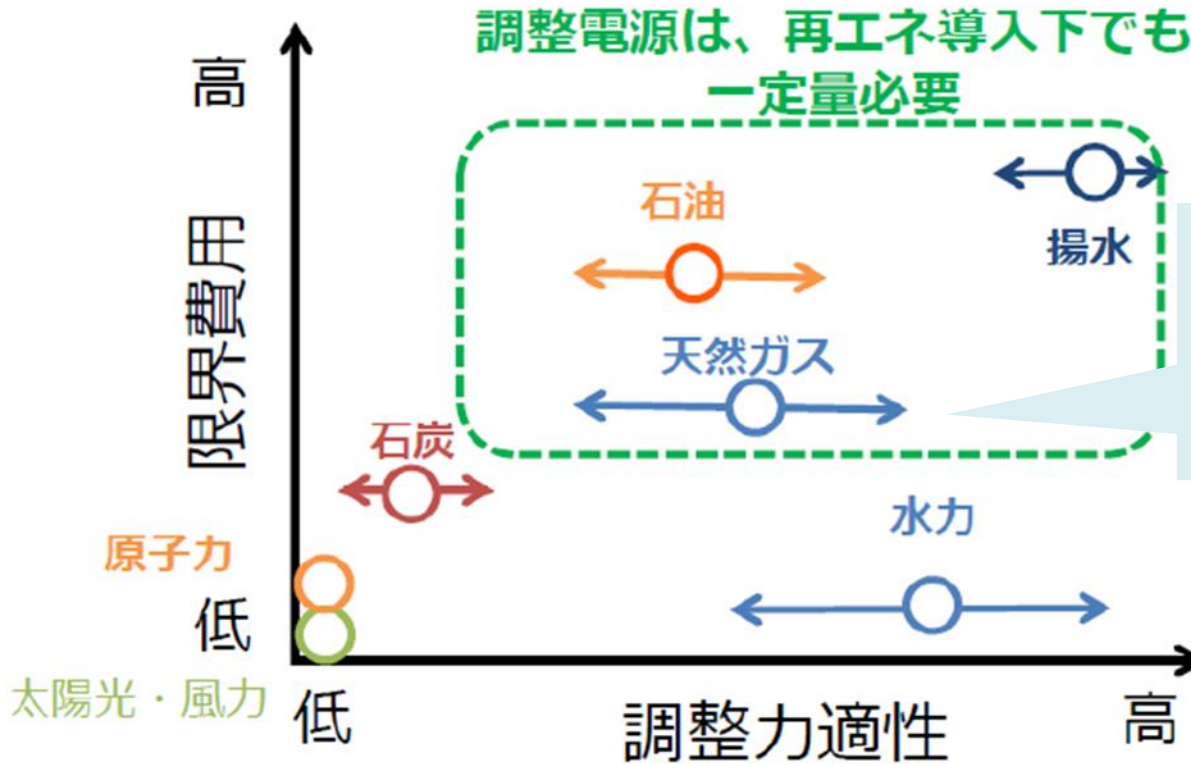 調整電源は、再エネ導入下でも
一定量必要
高
限界費用
低
石油
揚水
天然ガス
石炭
水力
原子力
太陽光・風力
低
調整力適性
高